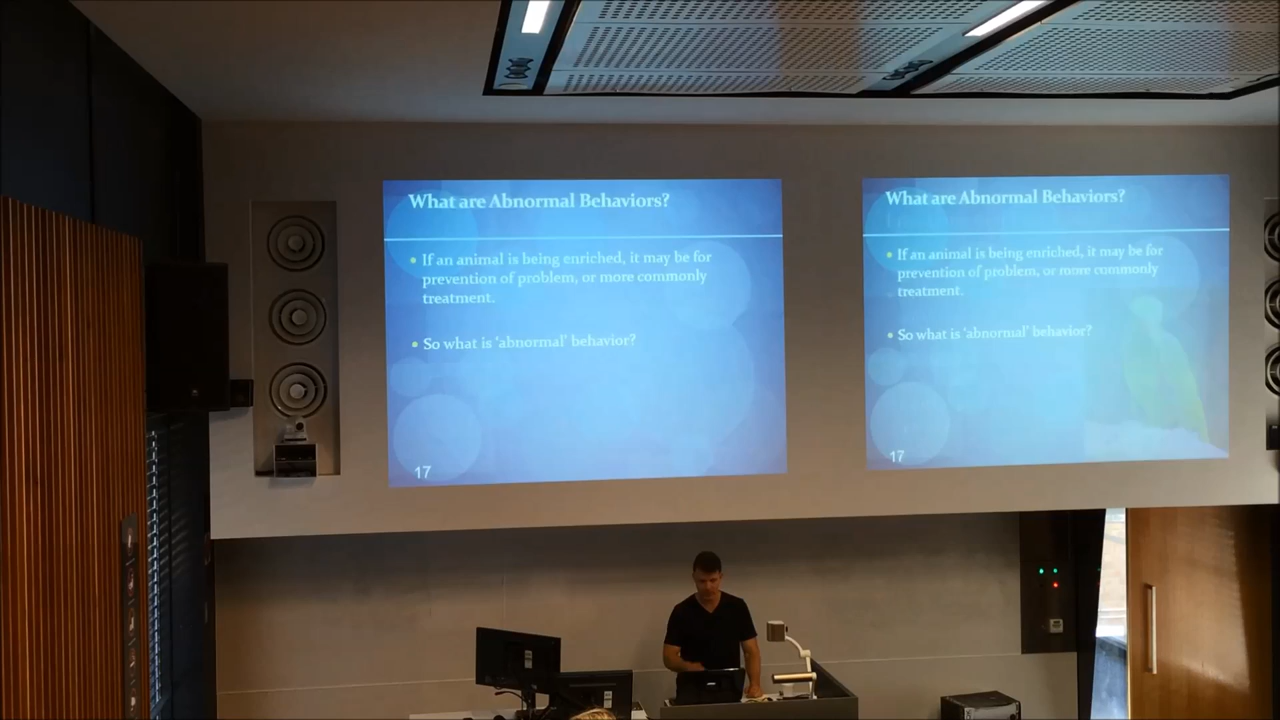 What are Abnormal Behaviors?
• If an animal is being enriched, it may be for
prevention of problem, or more commonly
treatment.
• So what is 'abnormal' behavior?
17
What are Abnormal Behaviors?
• If an animal is being enriched, it may be for
prevention of problem, or more commonly
treatment.
• So what is 'abnormal' behavior?
17